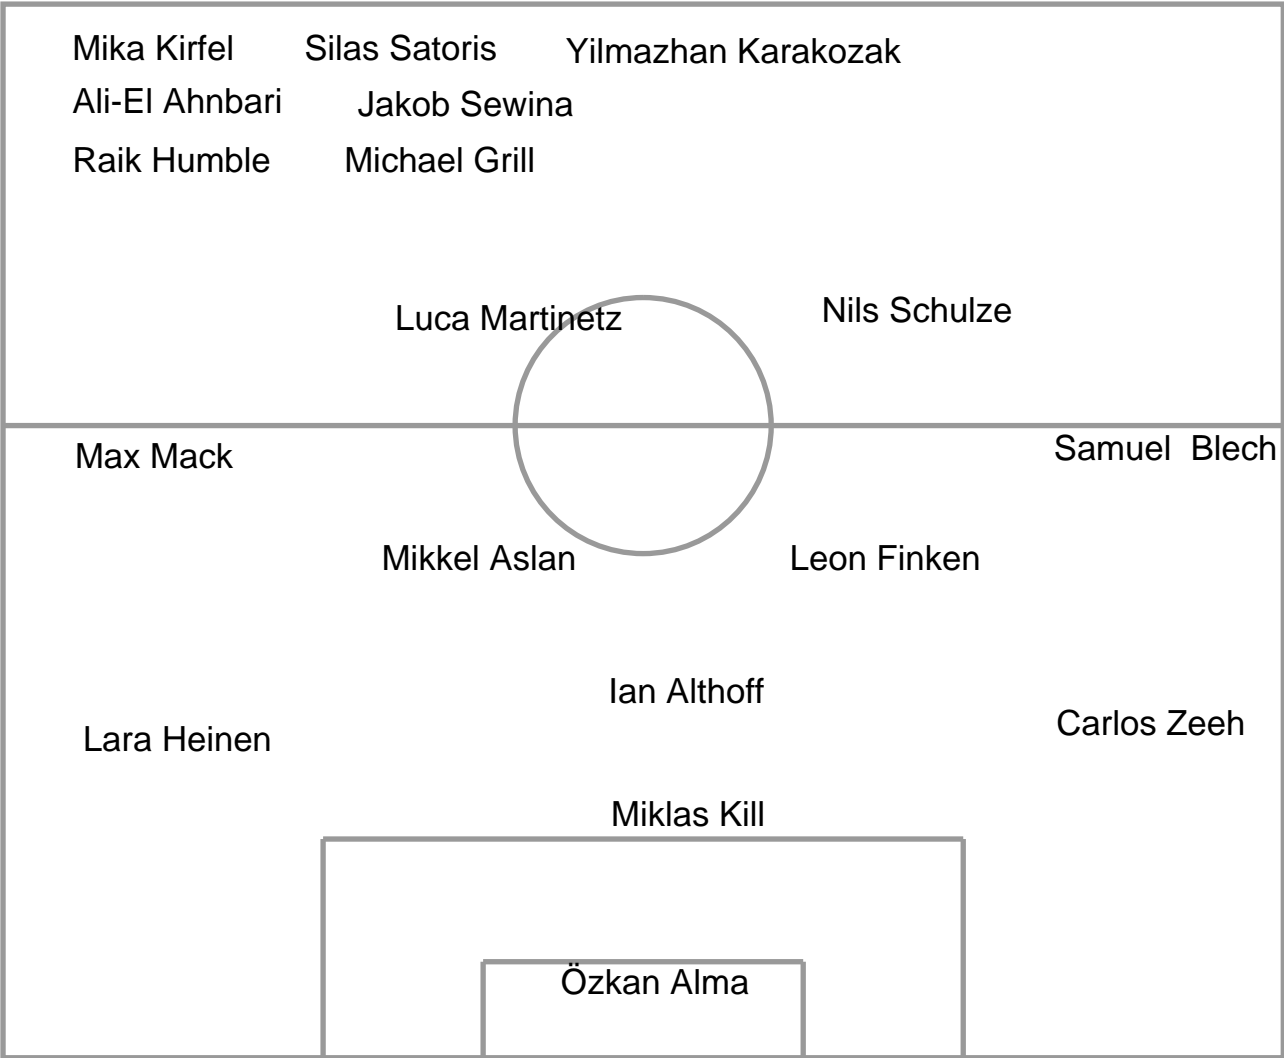 Mika Kirfel Silas Satoris Yilmazhan Karakozak
Ali-El Ahnbari Jakob Sewina
Raik Humble Michael Grill
Luca Martinetz Nils Schulze
Max Mack Samuel  Blech
Mikkel Aslan Leon Finken
Ian Althoff
Lara Heinen Carlos Zeeh
Miklas Kill
Özkan Alma